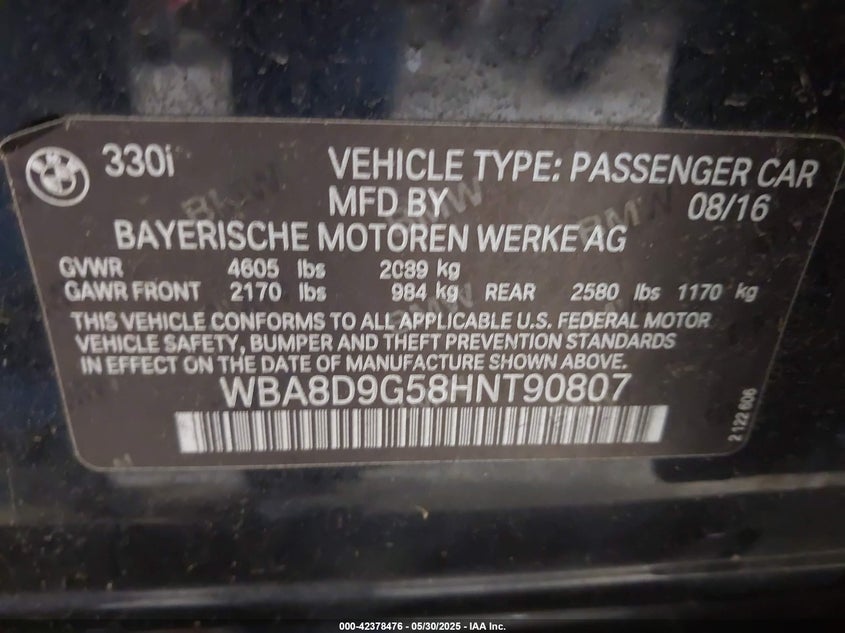 330i VEHICLE TYPE: PASSENGER CAR
MFD BY 08/16
BAYERISCHE MOTOREN WERKE AG
GVWR 4605 lbs 2089 kg
GAWR FRONT 2170 lbs 984 kg REAR 2580 lbs 1170 kg
THIS VEHICLE CONFORMS TO ALL APPLICABLE U.S. FEDERAL MOTOR
VEHICLE SAFETY, BUMPER AND THEFT PREVENTION STANDARDS
IN EFFECT ON THE DATE OF MANUFACTURE SHOWN ABOVE.
WBA8D9G58HNT90807
2 122 606
000-42378476 — 05/30/2025 — IAA Inc.